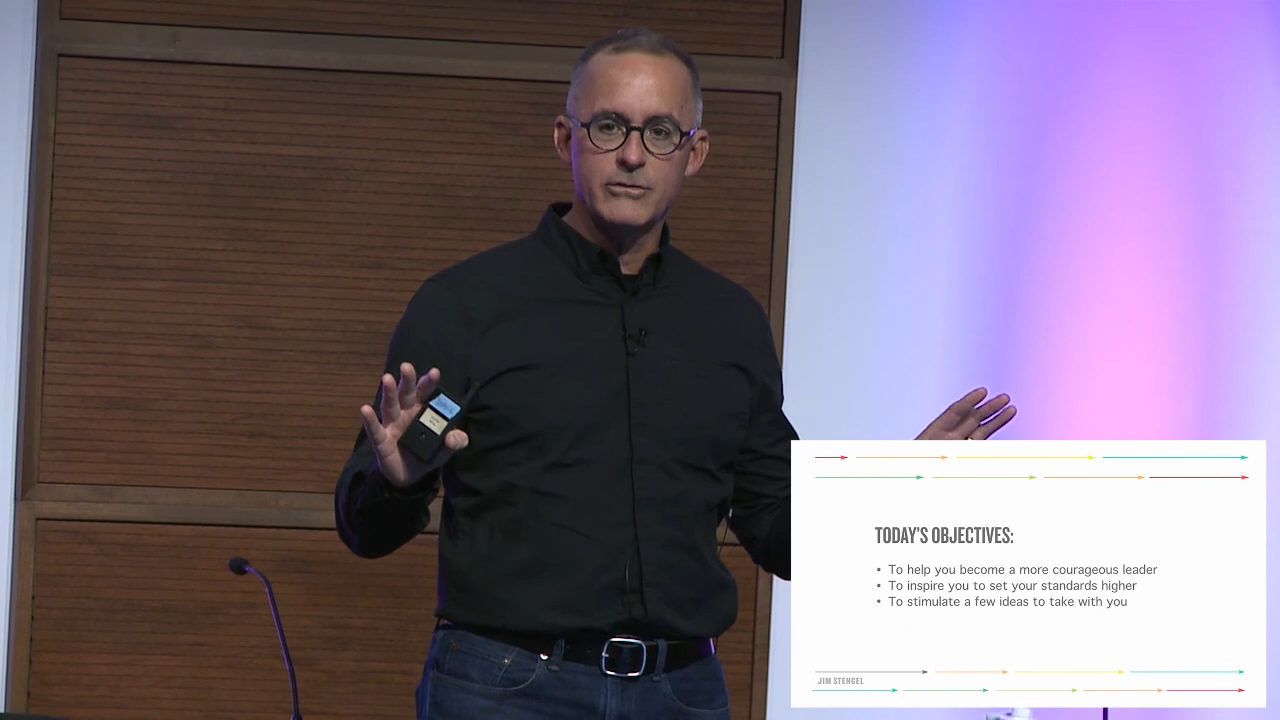 TODAY'S OBJECTIVES:
• To help you become a more courageous leader
• To inspire you to set your standards higher
• To stimulate a few ideas to take with you
JIM STENGEL